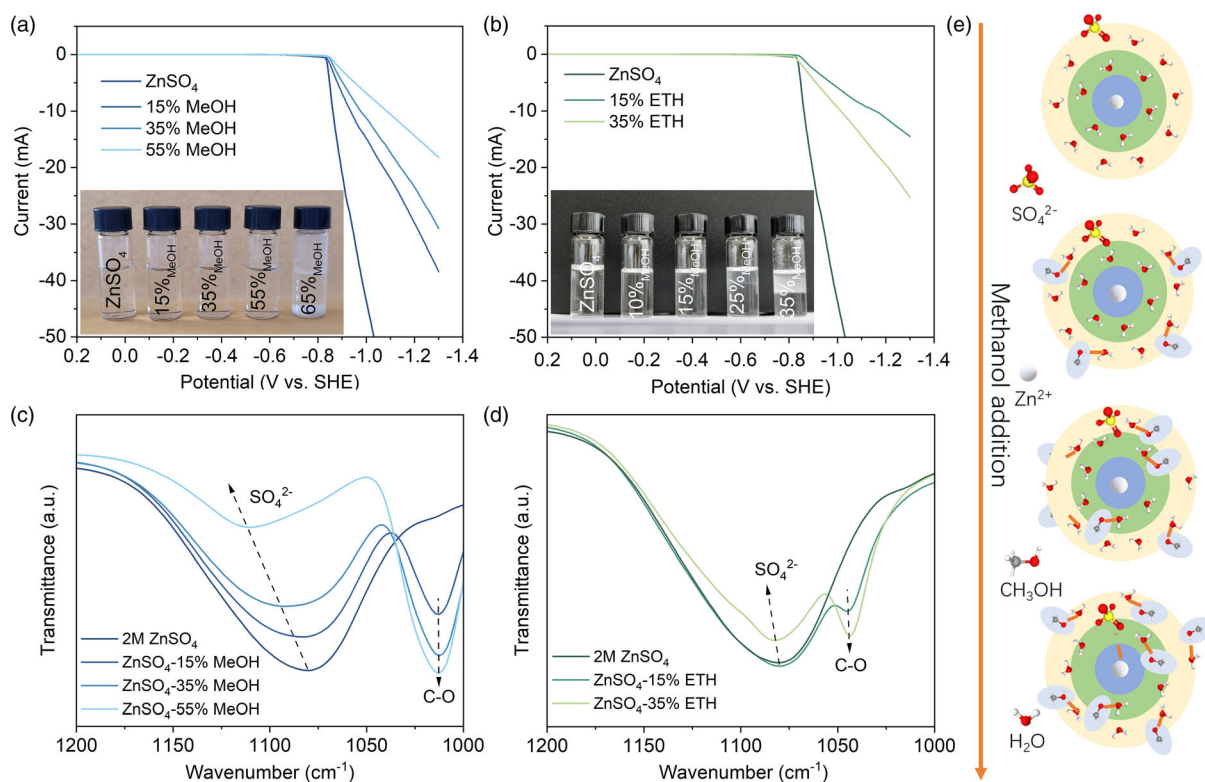 (a)
0
-10
-20
-30
-40
-50
Current (mA)
ZnSO₄
15% MeOH
35% MeOH
55% MeOH
ZnSO₄
15%MeOH
35%MeOH
55%MeOH
65%MeOH
0.2 0.0 -0.2 -0.4 -0.6 -0.8 -1.0 -1.2 -1.4
Potential (V vs. SHE)
(b)
0
-10
-20
-30
-40
-50
Current (mA)
ZnSO₄
15% ETH
35% ETH
ZnSO₄
10%MeOH
15%MeOH
25%MeOH
35%MeOH
0.2 0.0 -0.2 -0.4 -0.6 -0.8 -1.0 -1.2 -1.4
Potential (V vs. SHE)
(c)
Transmittance (a.u.)
SO₄²⁻
C-O
2M ZnSO₄
ZnSO₄-15% MeOH
ZnSO₄-35% MeOH
ZnSO₄-55% MeOH
1200 1150 1100 1050 1000
Wavenumber (cm⁻¹)
(d)
Transmittance (a.u.)
SO₄²⁻
C-O
2M ZnSO₄
ZnSO₄-15% ETH
ZnSO₄-35% ETH
1200 1150 1100 1050 1000
Wavenumber (cm⁻¹)
(e)
Methanol addition
SO₄²⁻
Zn²⁺
CH₃OH
H₂O